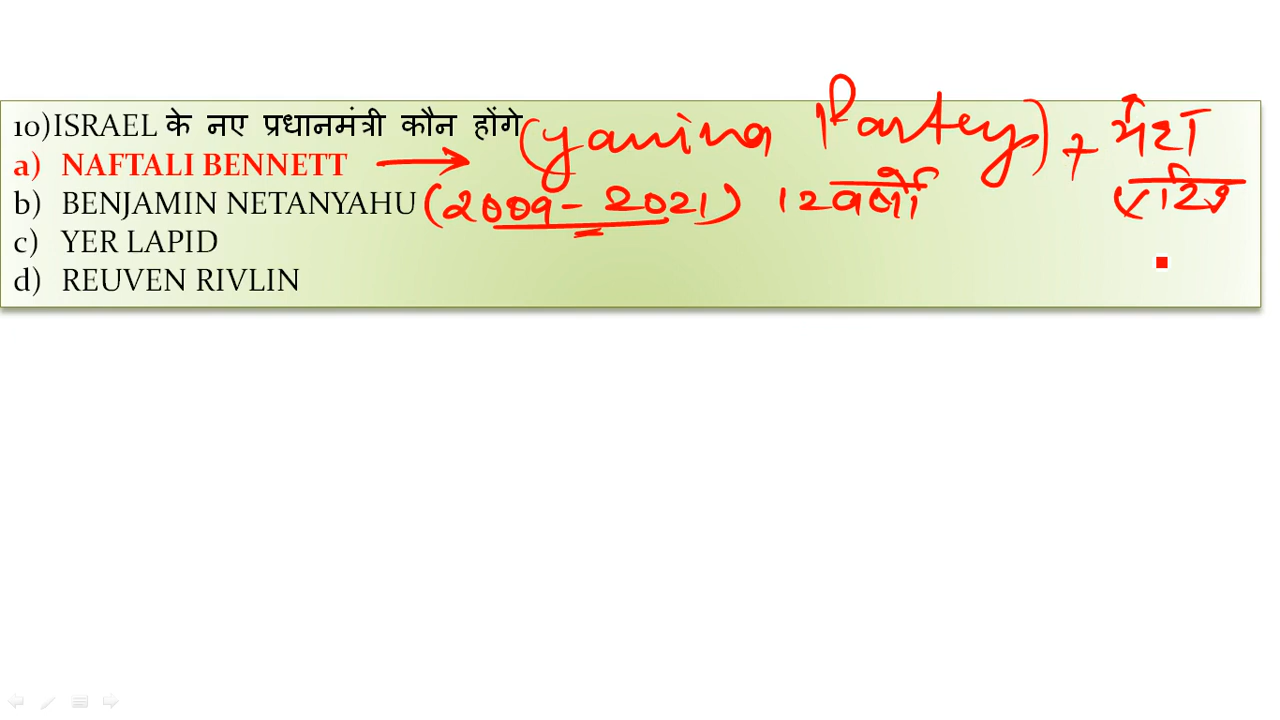 10)ISRAEL के नए प्रधानमंत्री कौन होंगे
a) NAFTALI BENNETT → (yamina Partey) +
b) BENJAMIN NETANYAHU (2009 - 2021) 12 वर्षो
c) YER LAPID
d) REUVEN RIVLIN